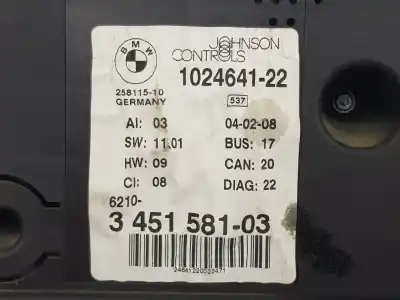 BMW
JOHNSON
CONTROLS
1024641-22
258115-10
GERMANY
537
AI: 03
04-02-08
SW: 11.01
BUS: 17
HW: 09
CAN: 20
CI: 08
DIAG: 22
6210-
3 451 581-03